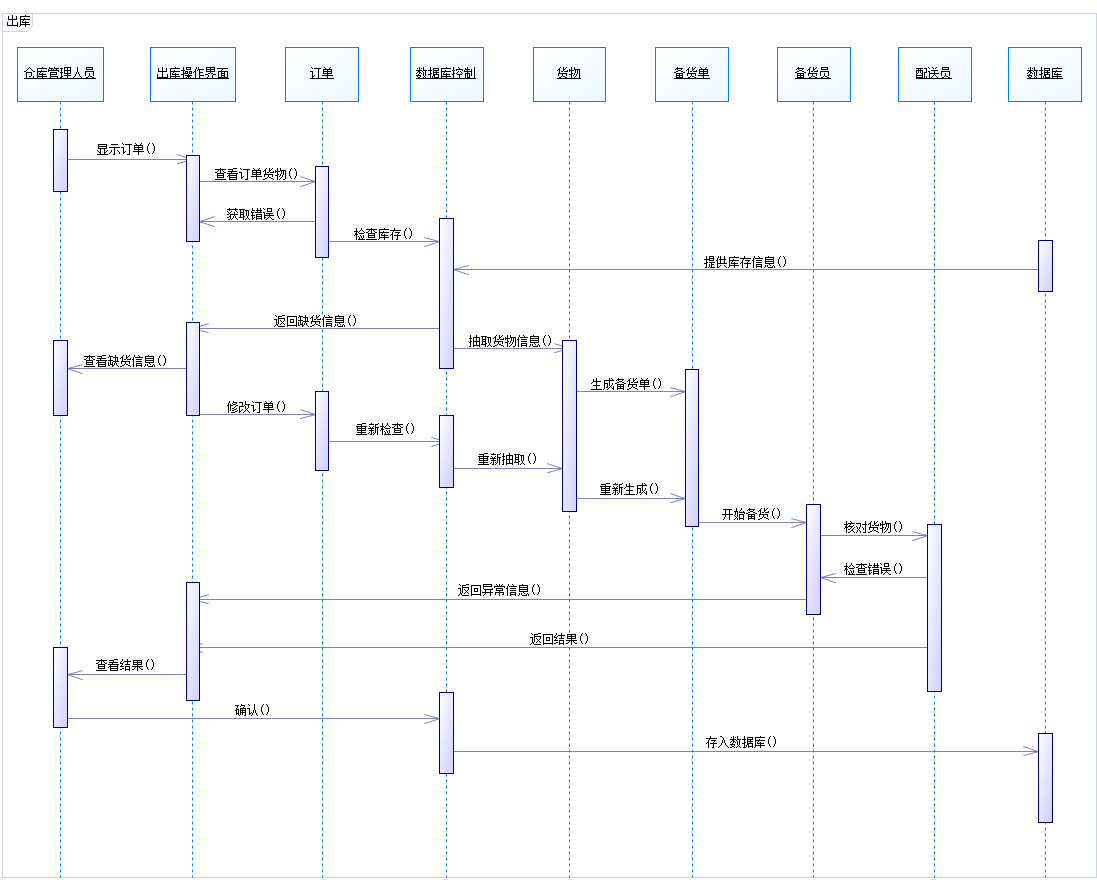 出库
仓库管理人员
出库操作界面
订单
数据库控制
货物
备货单
备货员
配送员
数据库
显示订单()
查看订单货物()
获取错误()
检查库存()
提供库存信息()
返回缺货信息()
抽取货物信息()
查看缺货信息()
生成备货单()
修改订单()
重新检查()
重新抽取()
重新生成()
开始备货()
核对货物()
检查错误()
返回异常信息()
返回结果()
查看结果()
确认()
存入数据库()